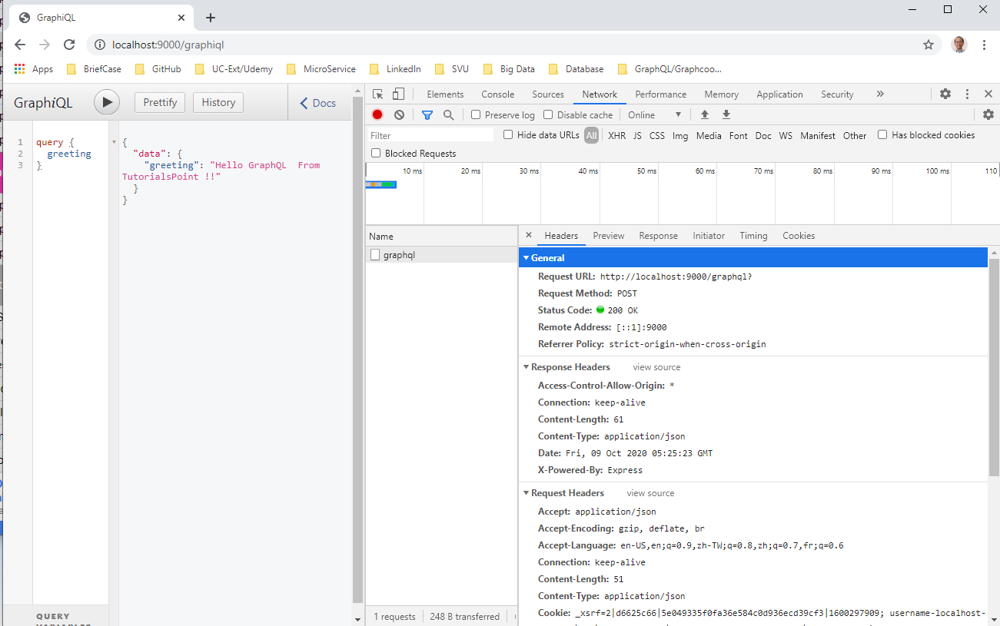 GraphiQL
localhost:9000/graphiql
Apps BriefCase GitHub UC-Ext/Udemy MicroService LinkedIn SVU Big Data Database GraphQL/Graphcoo...
GraphiQL Prettify History Docs
1 query {
2 greeting
3 }
{
"data": {
"greeting": "Hello GraphQL  From
TutorialsPoint !!"
}
}
QUERY
Elements Console Sources Network Performance Memory Application Security »
Preserve log Disable cache Online
Filter Hide data URLs All XHR JS CSS Img Media Font Doc WS Manifest Other Has blocked cookies
Blocked Requests
10 ms 20 ms 30 ms 40 ms 50 ms 60 ms 70 ms 80 ms 90 ms 100 ms 110
Name
graphql
1 requests 248 B transferred
Headers Preview Response Initiator Timing Cookies
General
Request URL: http://localhost:9000/graphql?
Request Method: POST
Status Code: 200 OK
Remote Address: [::1]:9000
Referrer Policy: strict-origin-when-cross-origin
Response Headers view source
Access-Control-Allow-Origin: *
Connection: keep-alive
Content-Length: 61
Content-Type: application/json
Date: Fri, 09 Oct 2020 05:25:23 GMT
X-Powered-By: Express
Request Headers view source
Accept: application/json
Accept-Encoding: gzip, deflate, br
Accept-Language: en-US,en;q=0.9,zh-TW;q=0.8,zh;q=0.7,fr;q=0.6
Connection: keep-alive
Content-Length: 51
Content-Type: application/json
Cookie: _xsrf=2|d6625c66|5e049335f0fa36e584c0d936ecd39cf3|1600297909; username-localhost-